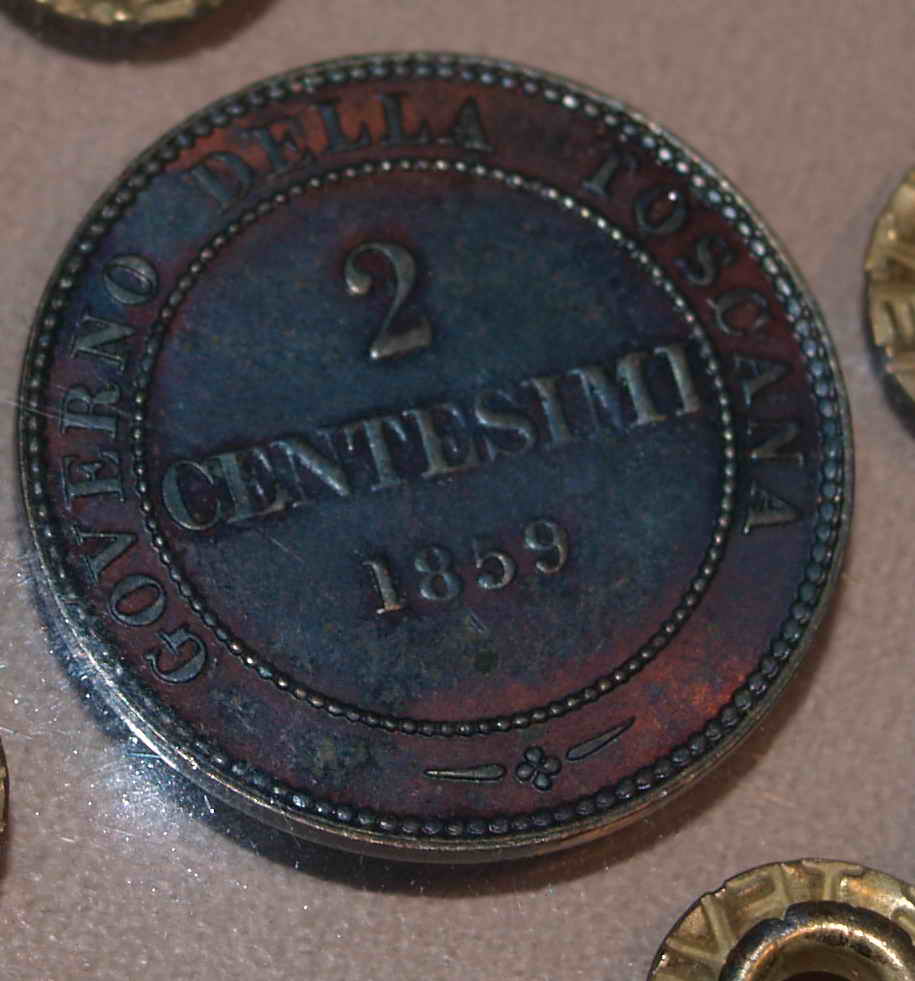 GOVERNO DELLA TOSCANA
2
CENTESIMI
1859